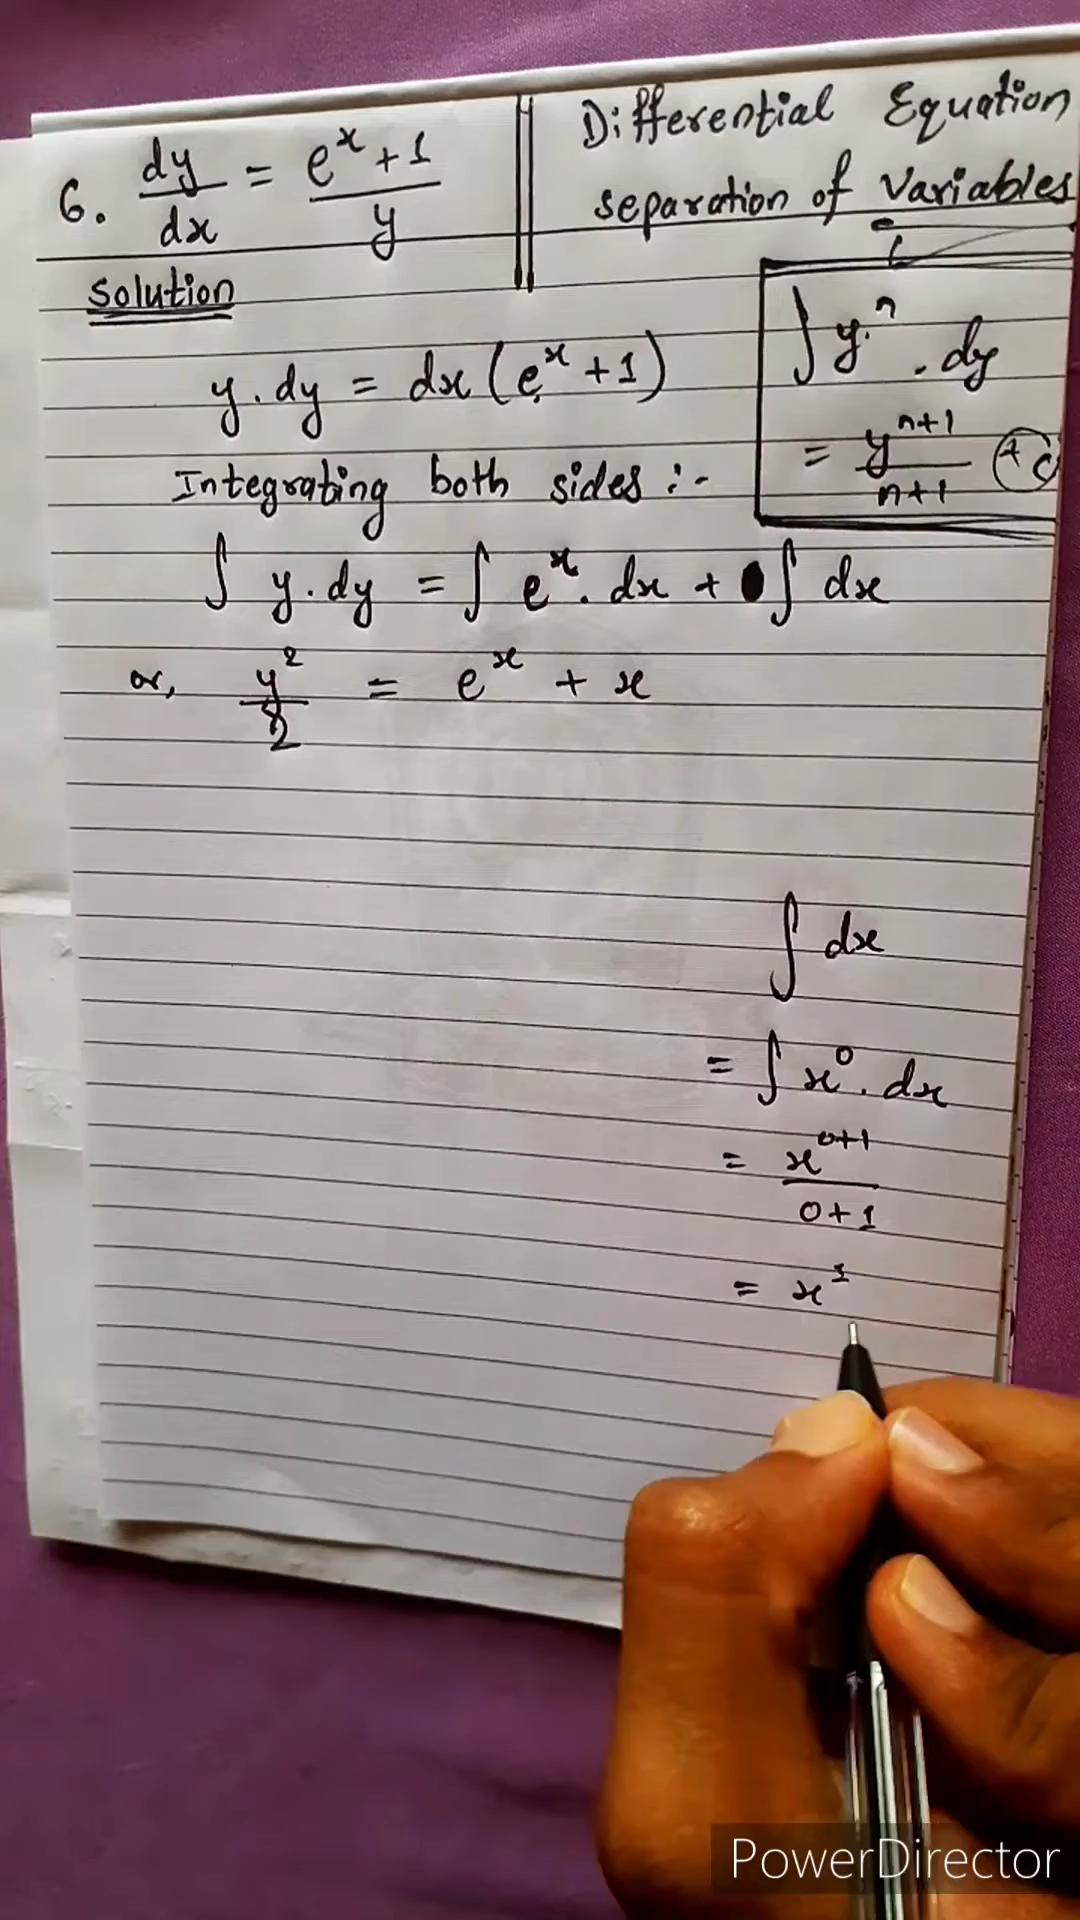 6. dy/dx = (e^x + 1)/y
Differential Equation
separation of Variables
Solution
y . dy = dx (e^x + 1)
∫ y^n . dy
= y^(n+1)/(n+1) + c
Integrating both sides :-
∫ y . dy = ∫ e^x . dx + ∫ dx
or, y^2/2 = e^x + x
∫ dx
= ∫ x^0 . dx
= x^(0+1)/(0+1)
= x^1
PowerDirector